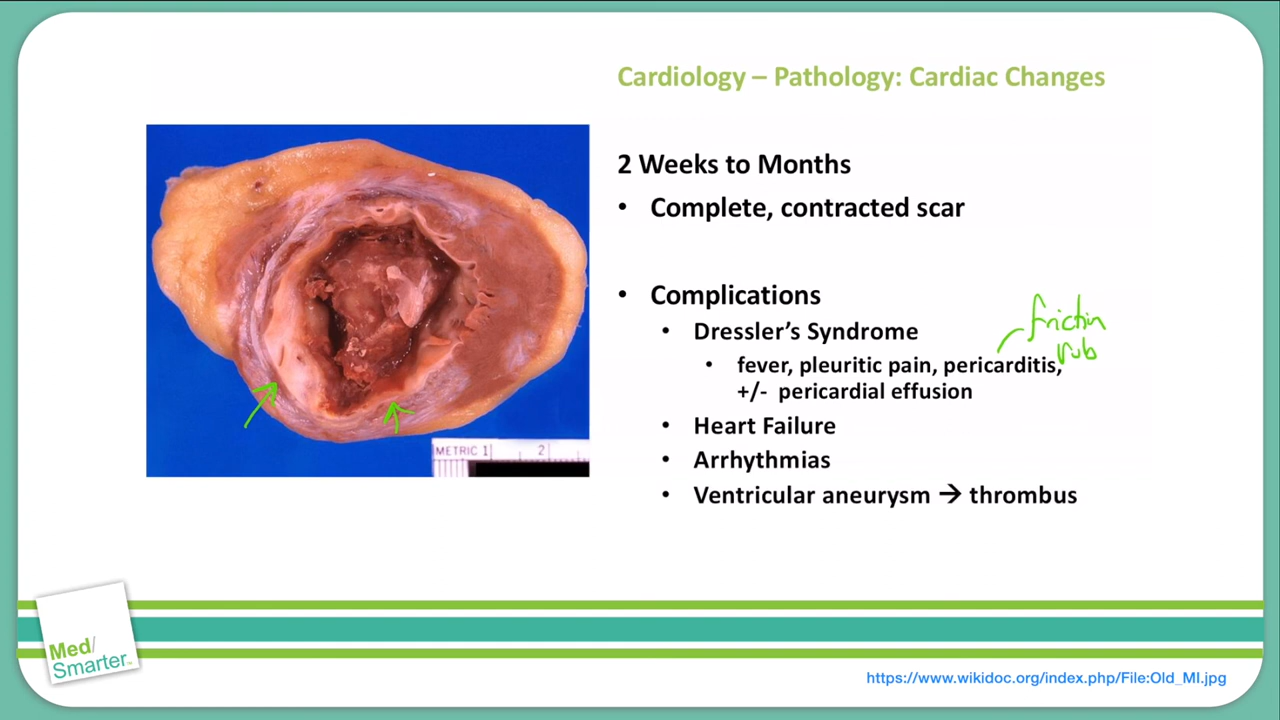 Cardiology – Pathology: Cardiac Changes
2 Weeks to Months
• Complete, contracted scar
• Complications
• Dressler’s Syndrome
frictin
rub
• fever, pleuritic pain, pericarditis,
+/- pericardial effusion
• Heart Failure
• Arrhythmias
• Ventricular aneurysm → thrombus
METRIC 1 2
Med/
Smarter™
https://www.wikidoc.org/index.php/File:Old_MI.jpg